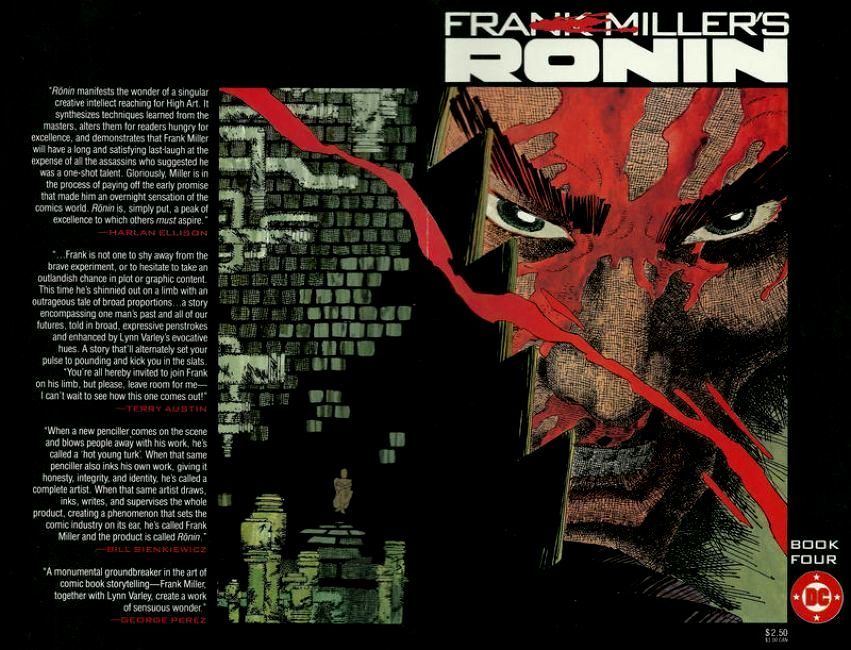 FRANK MILLER'S
RONIN
"Rōnin manifests the wonder of a singular
creative intellect reaching for High Art. It
synthesizes techniques learned from the
masters, alters them for readers hungry for
excellence, and demonstrates that Frank Miller
will have a long and satisfying last-laugh at the
expense of all the assassins who suggested he
was a one-shot talent. Gloriously, Miller is in
the process of paying off the early promise
that made him an overnight sensation of the
comics world. Rōnin is, simply put, a peak of
excellence to which others must aspire."
—HARLAN ELLISON
"...Frank is not one to shy away from the
brave experiment, or to hesitate to take an
outlandish chance in plot or graphic content.
This time he's shinnied out on a limb with an
outrageous tale of broad proportions...a story
encompassing one man's past and all of our
futures, told in broad, expressive penstrokes
and enhanced by Lynn Varley's evocative
hues. A story that'll alternately set your
pulse to pounding and kick you in the slats.
"You're all hereby invited to join Frank
on his limb, but please, leave room for me—
I can't wait to see how this one comes out!"
—TERRY AUSTIN
"When a new penciller comes on the scene
and blows people away with his work, he's
called a 'hot young turk'. When that same
penciller also inks his own work, giving it
honesty, integrity, and identity, he's called a
complete artist. When that same artist draws,
inks, writes, and supervises the whole
product, creating a phenomenon that sets the
comic industry on its ear, he's called Frank
Miller and the product is called Rōnin."
—BILL SIENKIEWICZ
"A monumental groundbreaker in the art of
comic book storytelling—Frank Miller,
together with Lynn Varley, create a work
of sensuous wonder."
—GEORGE PEREZ
BOOK
FOUR
DC
$2.50